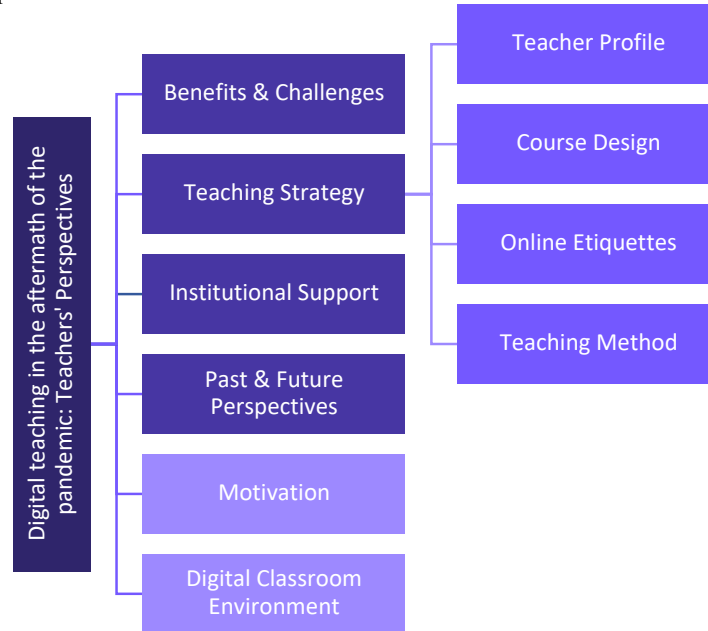 Digital teaching in the aftermath of the
pandemic: Teachers' Perspectives
Benefits & Challenges
Teaching Strategy
Institutional Support
Past & Future
Perspectives
Motivation
Digital Classroom
Environment
Teacher Profile
Course Design
Online Etiquettes
Teaching Method